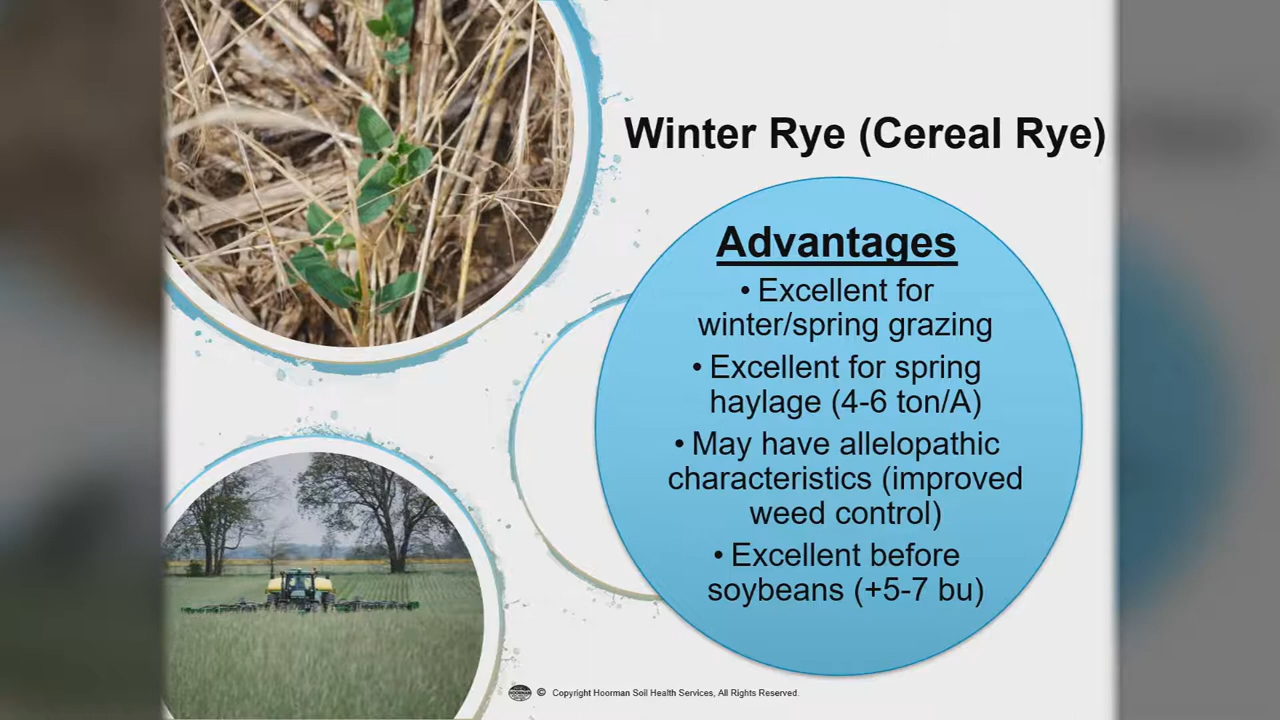 Winter Rye (Cereal Rye)
Advantages
• Excellent for
winter/spring grazing
• Excellent for spring
haylage (4-6 ton/A)
• May have allelopathic
characteristics (improved
weed control)
• Excellent before
soybeans (+5-7 bu)
© Copyright Hoorman Soil Health Services, All Rights Reserved.